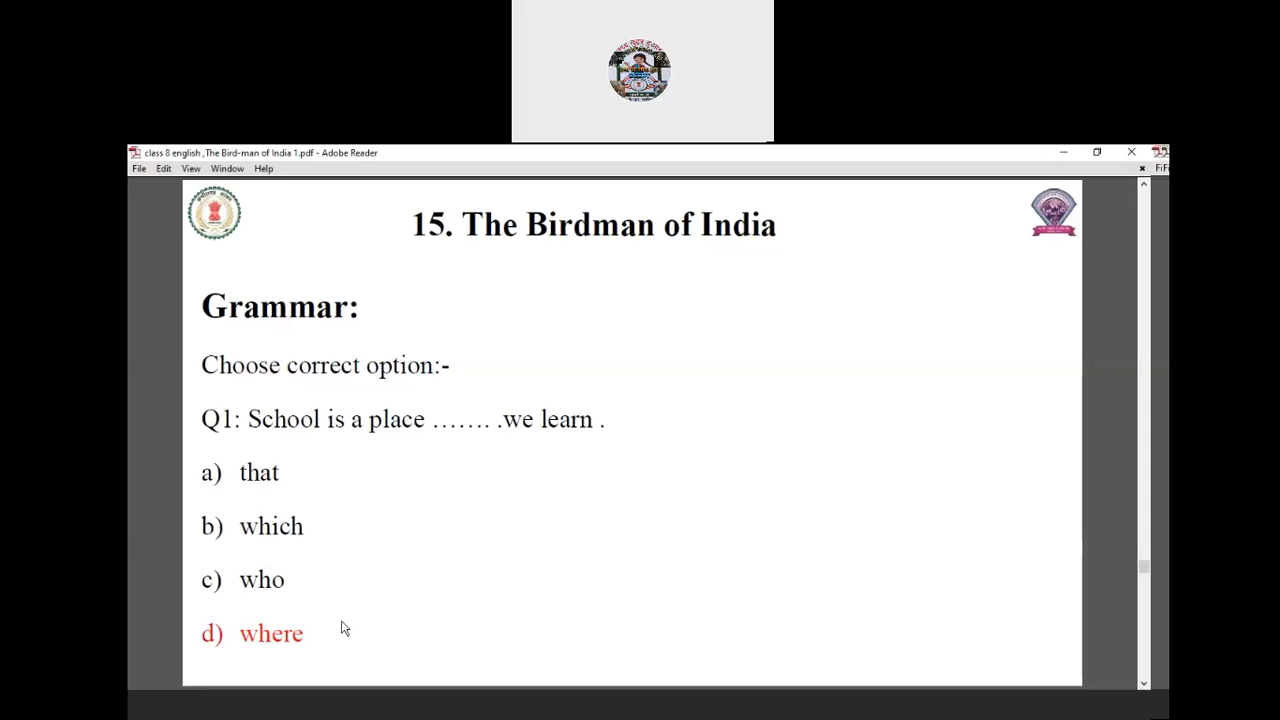 class 8 english ,The Bird-man of India 1.pdf - Adobe Reader
File Edit View Window Help
FiFi
15. The Birdman of India
Grammar:
Choose correct option:-
Q1: School is a place ……. .we learn .
a) that
b) which
c) who
d) where